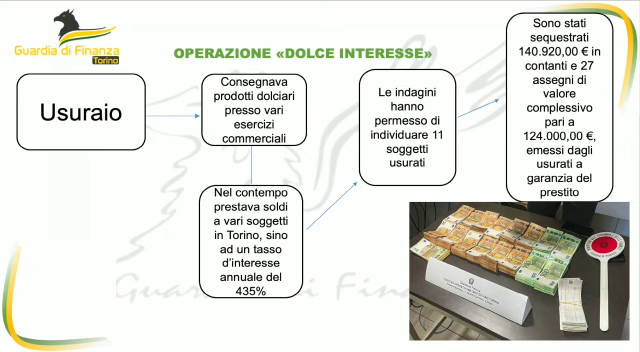 Guardia di Finanza
Torino
OPERAZIONE «DOLCE INTERESSE»
Usuraio
Consegnava
prodotti dolciari
presso vari
esercizi
commerciali
Nel contempo
prestava soldi
a vari soggetti
in Torino, sino
ad un tasso
d'interesse
annuale del
435%
Le indagini
hanno
permesso di
individuare 11
soggetti
usurati
Sono stati
sequestrati
140.920,00 € in
contanti e 27
assegni di
valore
complessivo
pari a
124.000,00 €,
emessi dagli
usurati a
garanzia del
prestito